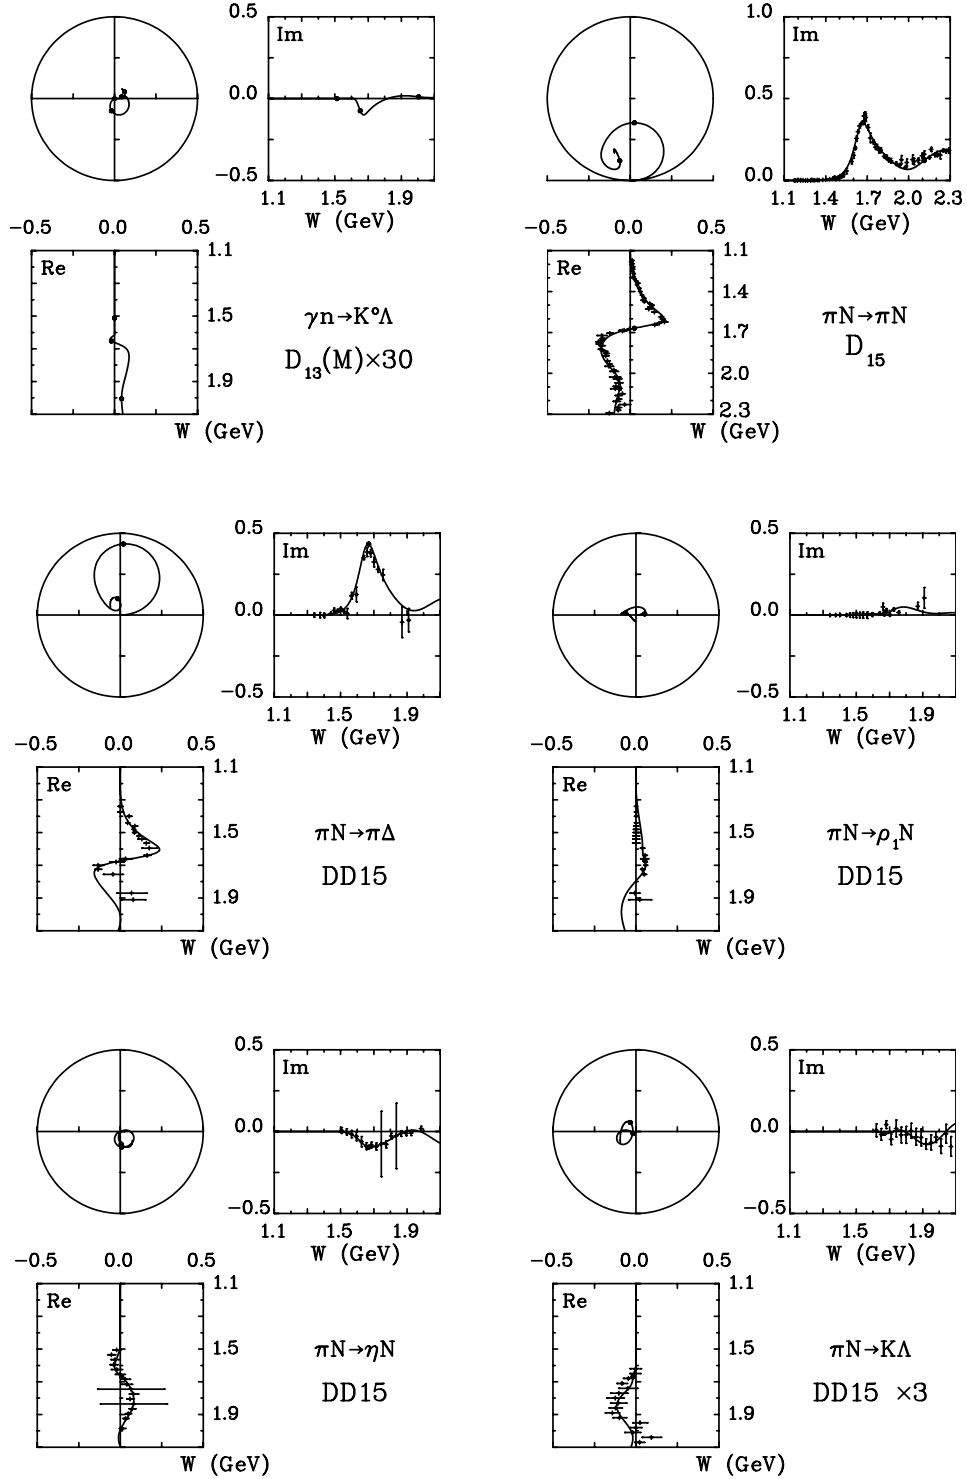 0.5
Im
0.0
−0.5
1.1 1.5 1.9
W (GeV)
−0.5 0.0 0.5
Re
1.1
1.5
1.9
W (GeV)
γn→K°Λ
D₁₃(M)×30
1.0
Im
0.5
0.0
1.1 1.4 1.7 2.0 2.3
W (GeV)
−0.5 0.0 0.5
Re
1.1
1.4
1.7
2.0
2.3
W (GeV)
πN→πN
D₁₅
0.5
Im
0.0
−0.5
1.1 1.5 1.9
W (GeV)
−0.5 0.0 0.5
Re
1.1
1.5
1.9
W (GeV)
πN→πΔ
DD15
0.5
Im
0.0
−0.5
1.1 1.5 1.9
W (GeV)
−0.5 0.0 0.5
Re
1.1
1.5
1.9
W (GeV)
πN→ρ₁N
DD15
0.5
Im
0.0
−0.5
1.1 1.5 1.9
W (GeV)
−0.5 0.0 0.5
Re
1.1
1.5
1.9
W (GeV)
πN→ηN
DD15
0.5
Im
0.0
−0.5
1.1 1.5 1.9
W (GeV)
−0.5 0.0 0.5
Re
1.1
1.5
1.9
W (GeV)
πN→KΛ
DD15 ×3